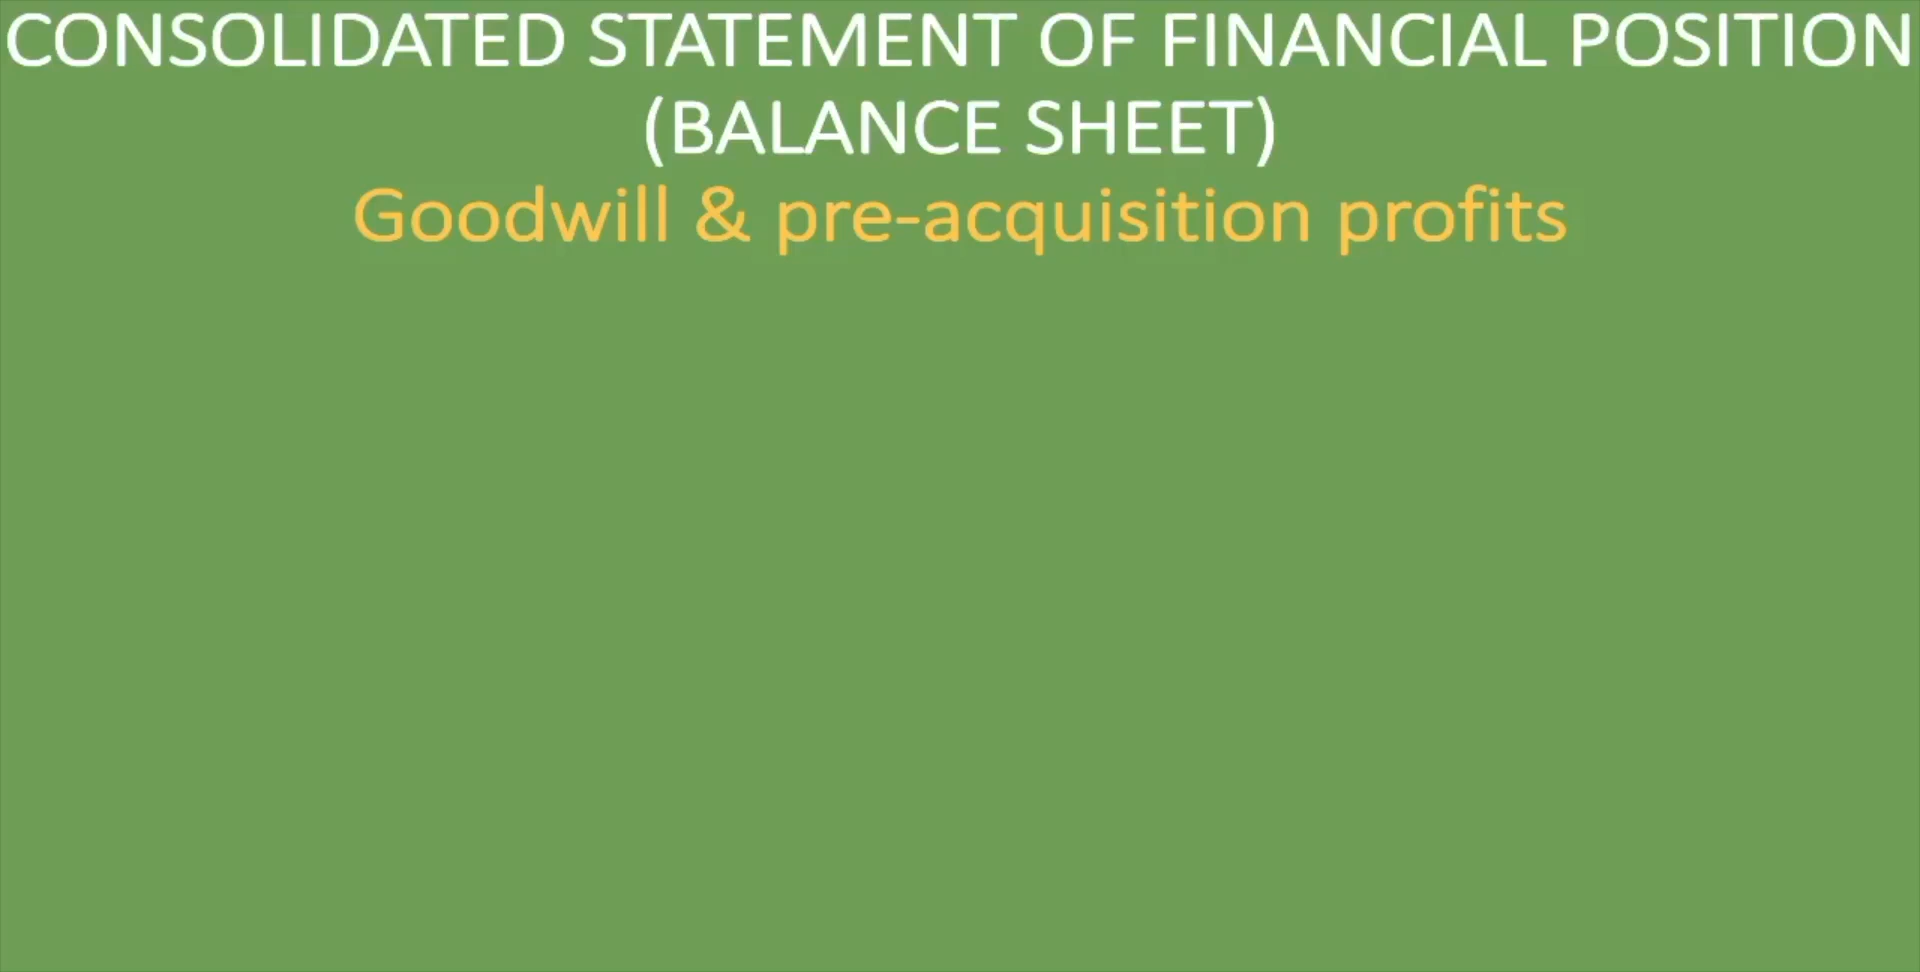 CONSOLIDATED STATEMENT OF FINANCIAL POSITION
(BALANCE SHEET)
Goodwill & pre-acquisition profits